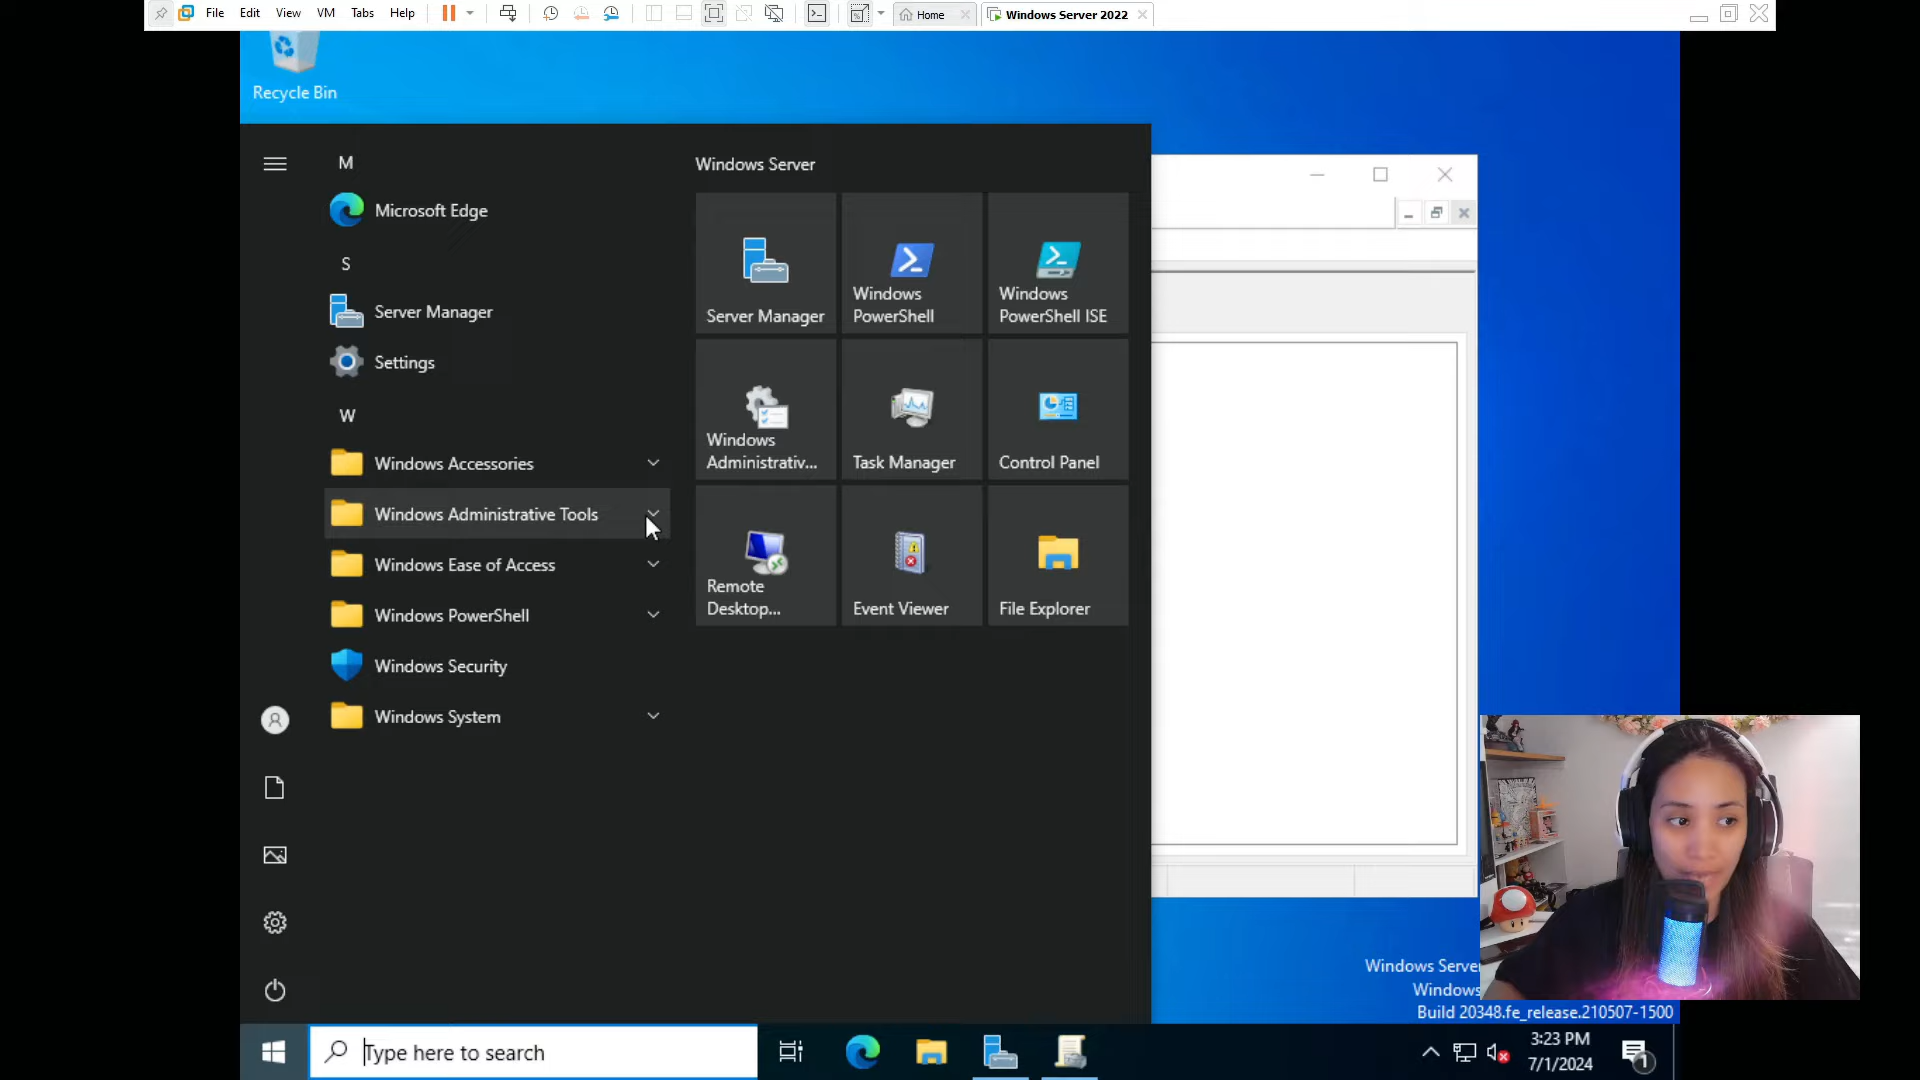 File Edit View VM Tabs Help Home Windows Server 2022
Recycle Bin
M
Microsoft Edge
S
Server Manager
Settings
W
Windows Accessories
Windows Administrative Tools
Windows Ease of Access
Windows PowerShell
Windows Security
Windows System
Windows Server
Server Manager
Windows
PowerShell
Windows
PowerShell ISE
Windows
Administrativ...
Task Manager
Control Panel
Remote
Desktop...
Event Viewer
File Explorer
Windows Serve
Windows
Build 20348.fe_release.210507-1500
Type here to search
3:23 PM
7/1/2024
1